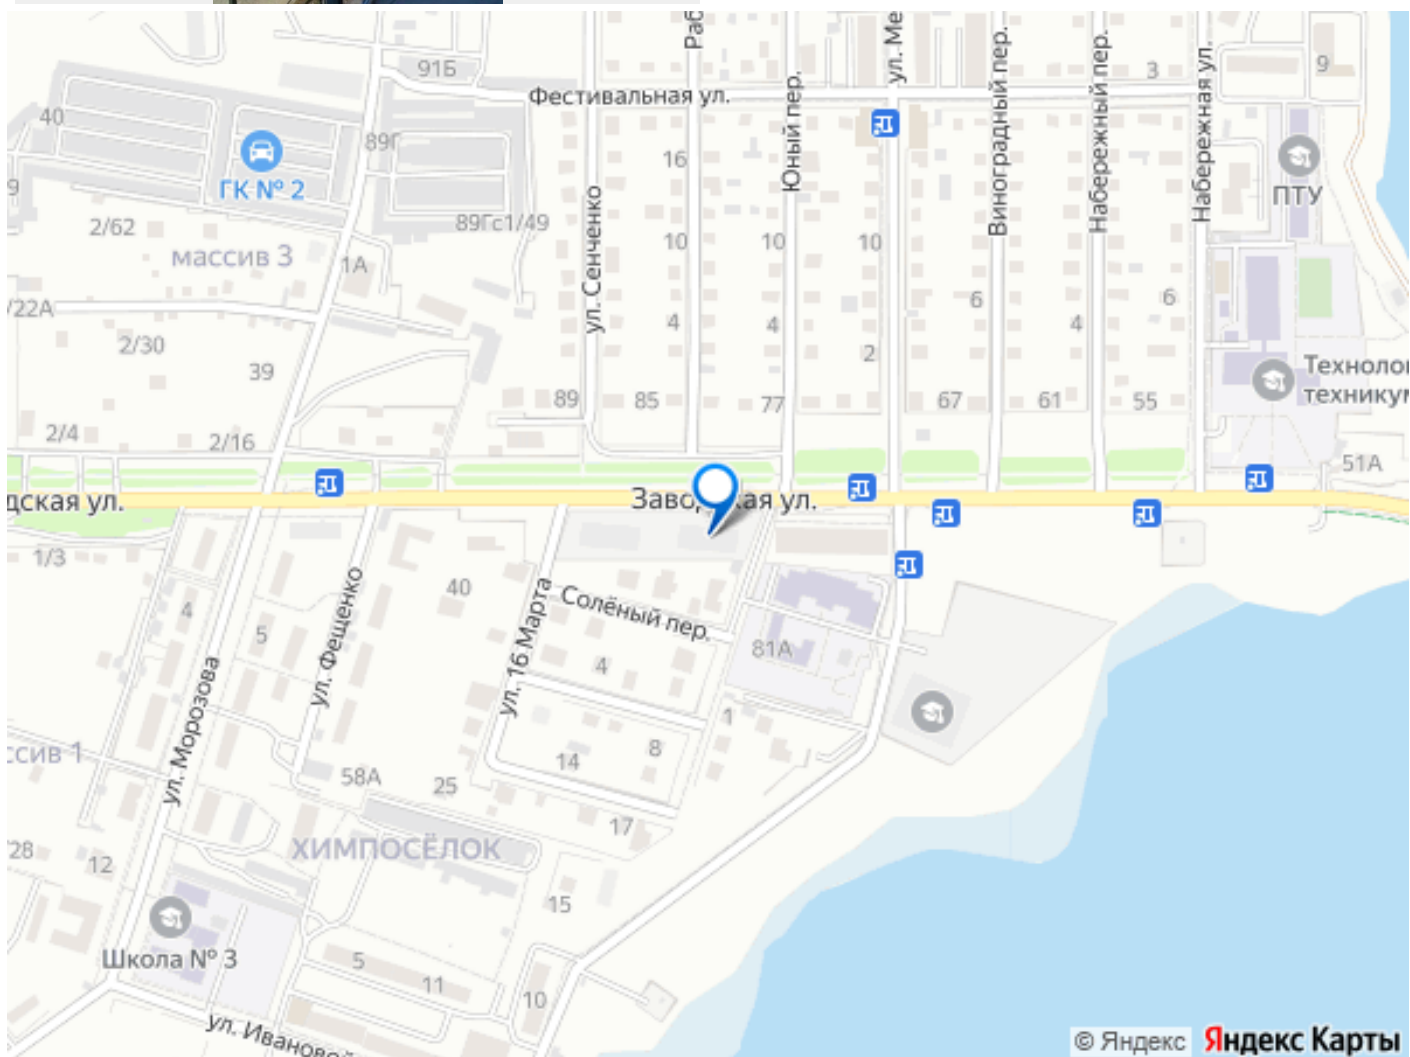 91Б
Фестивальная ул.
Раб
ул. Ме
Юный пер.
Виноградный пер.
Набережный пер.
Набережная ул.
3
9
40
89Г
ГК № 2
16
ПТУ
9
2/62
89Гс1/49
ул. Сенченко
10
10
10
массив 3
1А
/22А
4
4
2
6
4
6
2/30
39
89
85
77
67
61
55
Техноло
техникум
2/4
2/16
51А
дская ул.
Заводская ул.
1/3
4
5
ул. Фещенко
40
ул. 16 Марта
Солёный пер.
4
81А
ул. Морозова
1
ссив 1
58А
25
14
8
17
28
12
ХИМПОСЁЛОК
15
Школа № 3
5
11
10
ул. Ивановой
© Яндекс Яндекс Карты